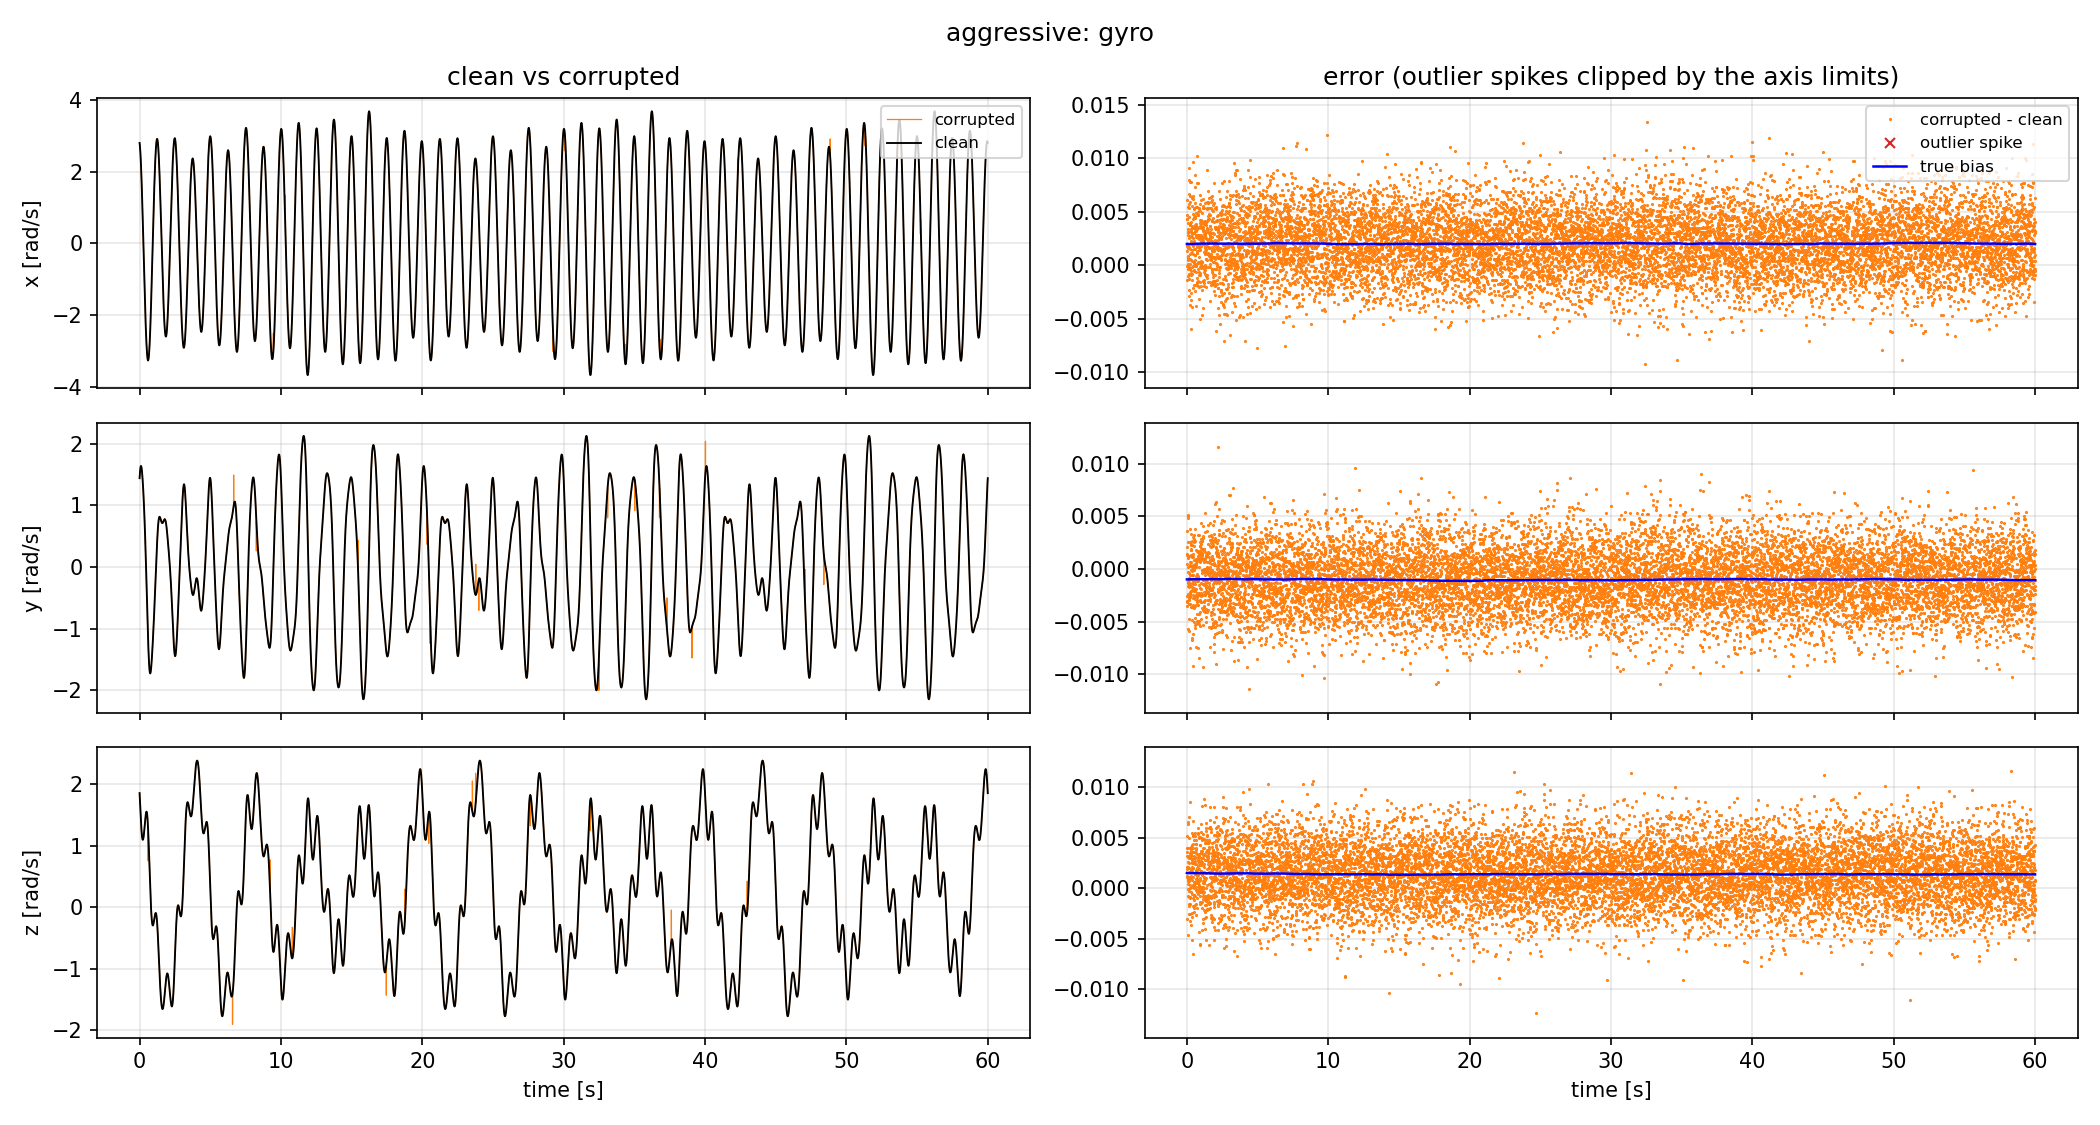 aggressive: gyro
clean vs corrupted
error (outlier spikes clipped by the axis limits)
4
2
0
−2
−4
x [rad/s]
corrupted
clean
0.015
0.010
0.005
0.000
−0.005
−0.010
corrupted - clean
outlier spike
true bias
2
1
0
−1
−2
y [rad/s]
0.010
0.005
0.000
−0.005
−0.010
2
1
0
−1
−2
z [rad/s]
0 10 20 30 40 50 60
time [s]
0.010
0.005
0.000
−0.005
−0.010
0 10 20 30 40 50 60
time [s]